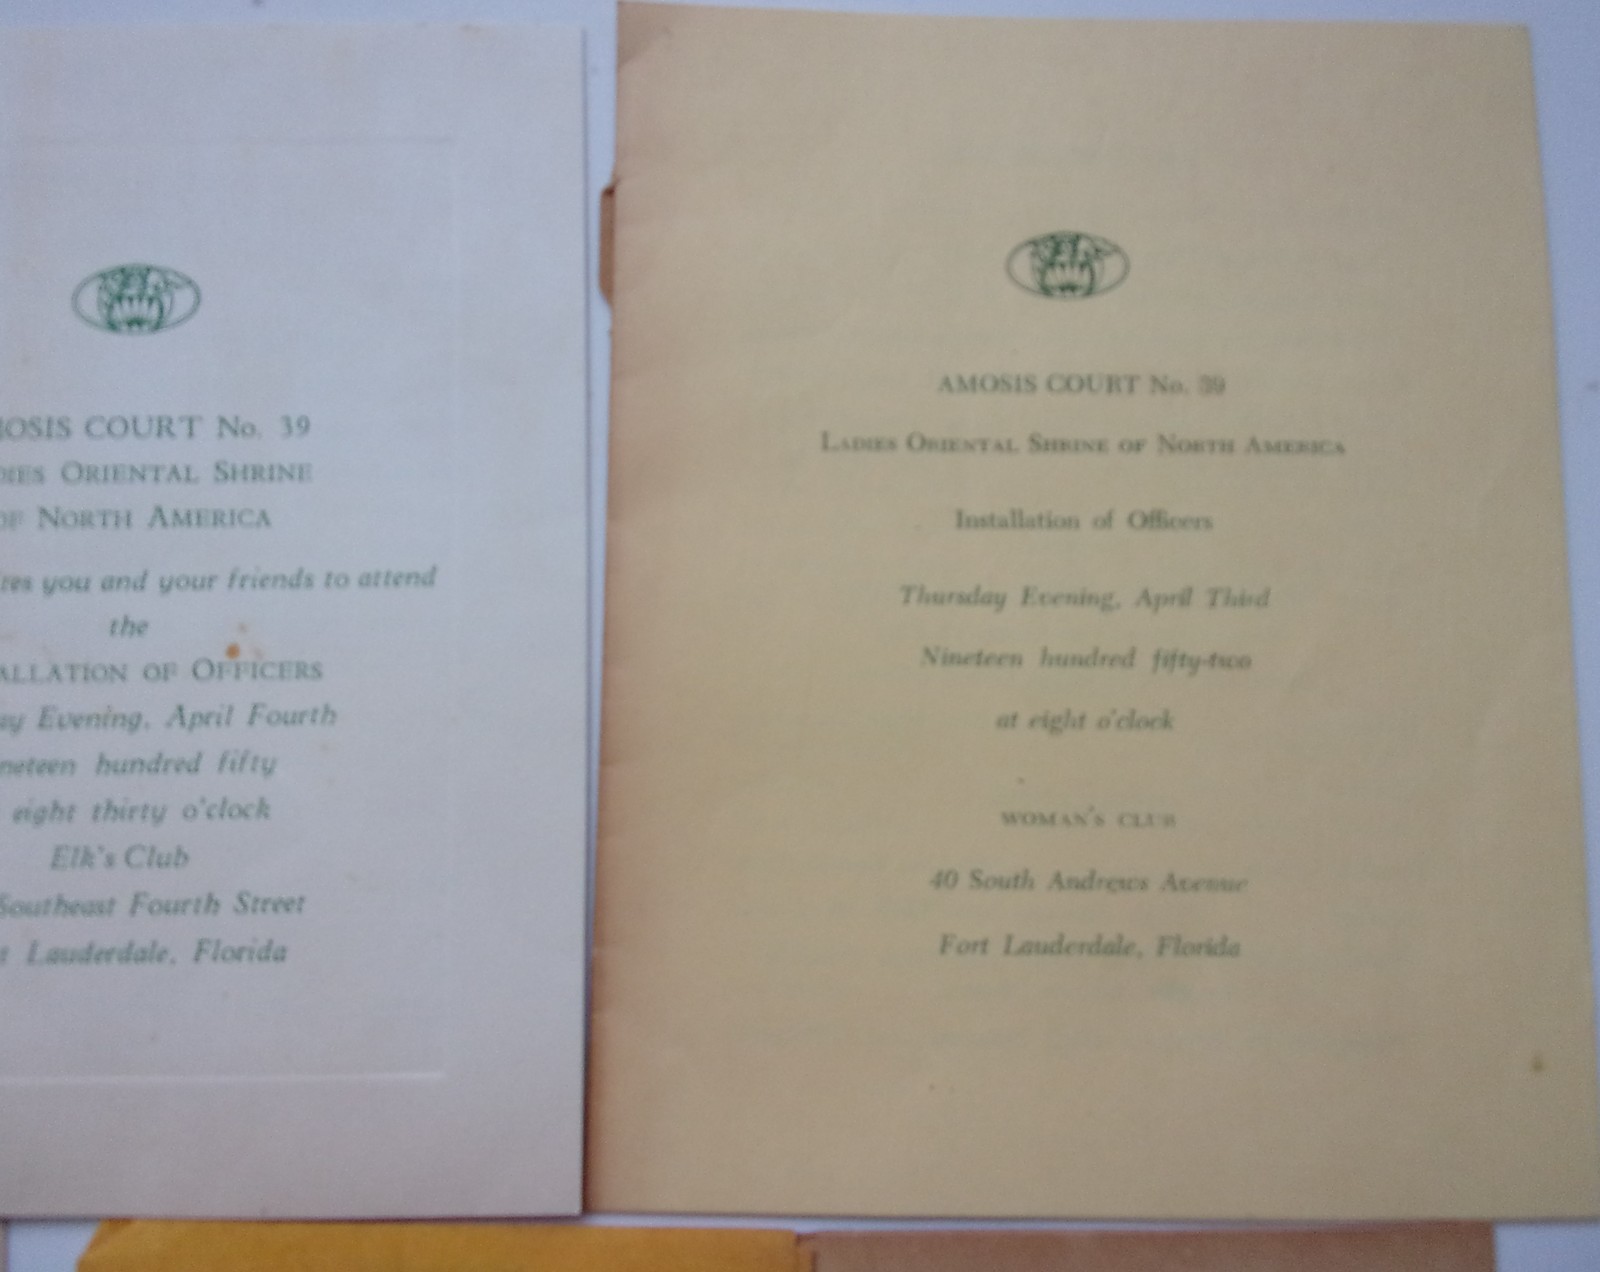 OSIS COURT No. 39
IES ORIENTAL SHRINE
OF NORTH AMERICA
you and your friends to attend
the
ALLATION OF OFFICERS
Evening, April Fourth
neteen hundred fifty
eight thirty o'clock
Elk's Club
Southeast Fourth Street
Lauderdale, Florida
AMOSIS COURT No. 39
LADIES ORIENTAL SHRINE OF NORTH AMERICA
Installation of Officers
Thursday Evening, April Third
Nineteen hundred fifty-two
at eight o'clock
WOMAN'S CLUB
40 South Andrews Avenue
Fort Lauderdale, Florida